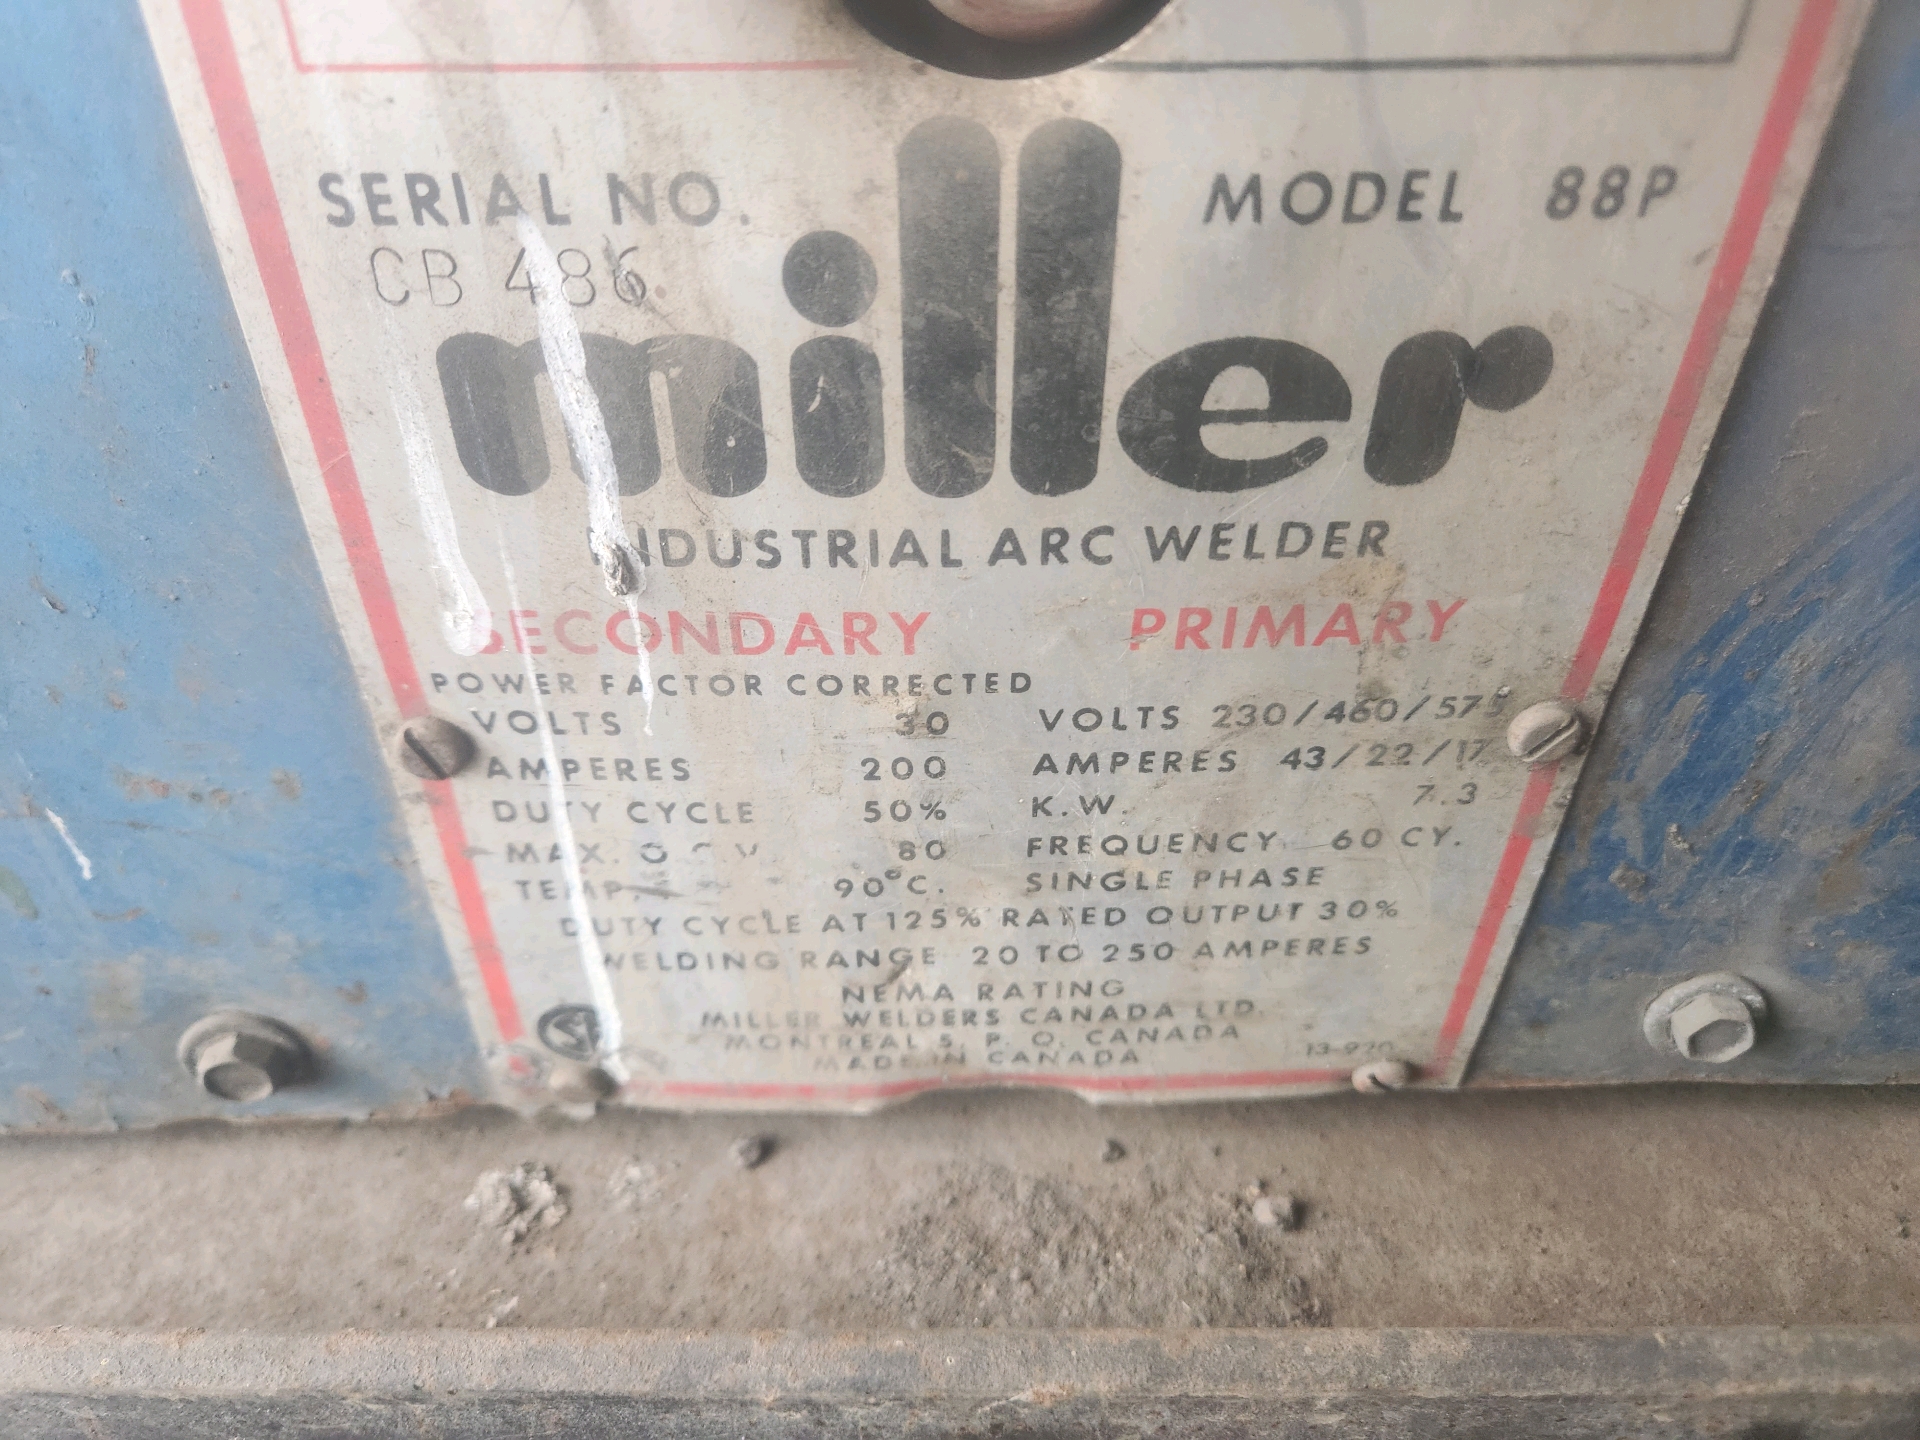 SERIAL NO.
MODEL 88P
CB 486
miller
INDUSTRIAL ARC WELDER
SECONDARY PRIMARY
POWER FACTOR CORRECTED
VOLTS 30 VOLTS 230/460/575
AMPERES 200 AMPERES 43/22/17
DUTY CYCLE 50% K.W. 7.3
MAX. O.C.V. 80 FREQUENCY 60 CY.
TEMP. 90°C. SINGLE PHASE
DUTY CYCLE AT 125% RATED OUTPUT 30%
WELDING RANGE 20 TO 250 AMPERES
NEMA RATING
MILLER WELDERS CANADA LTD.
MONTREAL 5, P. Q. CANADA
MADE IN CANADA